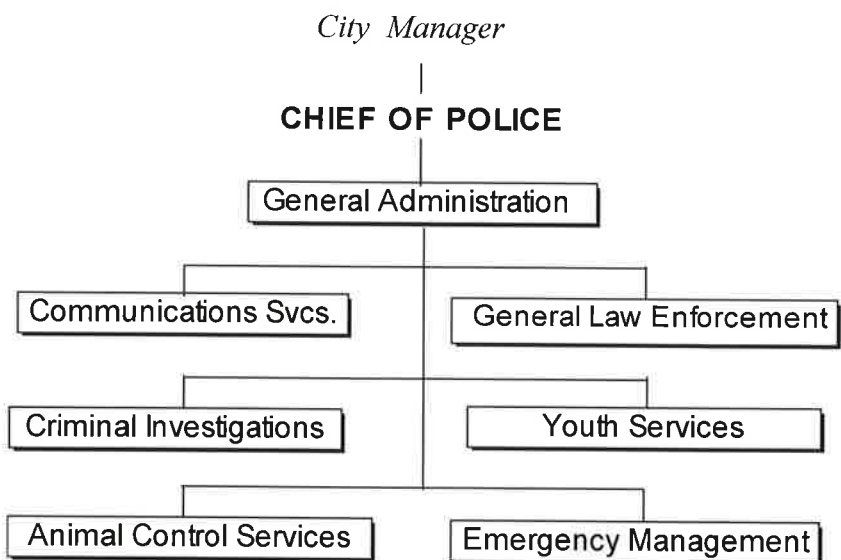 City Manager
CHIEF OF POLICE
General Administration
Communications Svcs.
General Law Enforcement
Criminal Investigations
Youth Services
Animal Control Services
Emergency Management